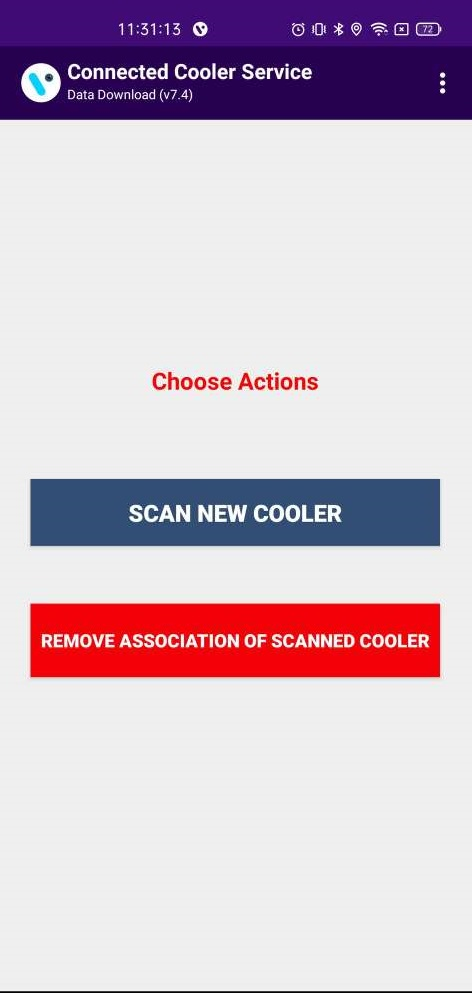 11:31:13
72
Connected Cooler Service
Data Download (v7.4)
Choose Actions
SCAN NEW COOLER
REMOVE ASSOCIATION OF SCANNED COOLER